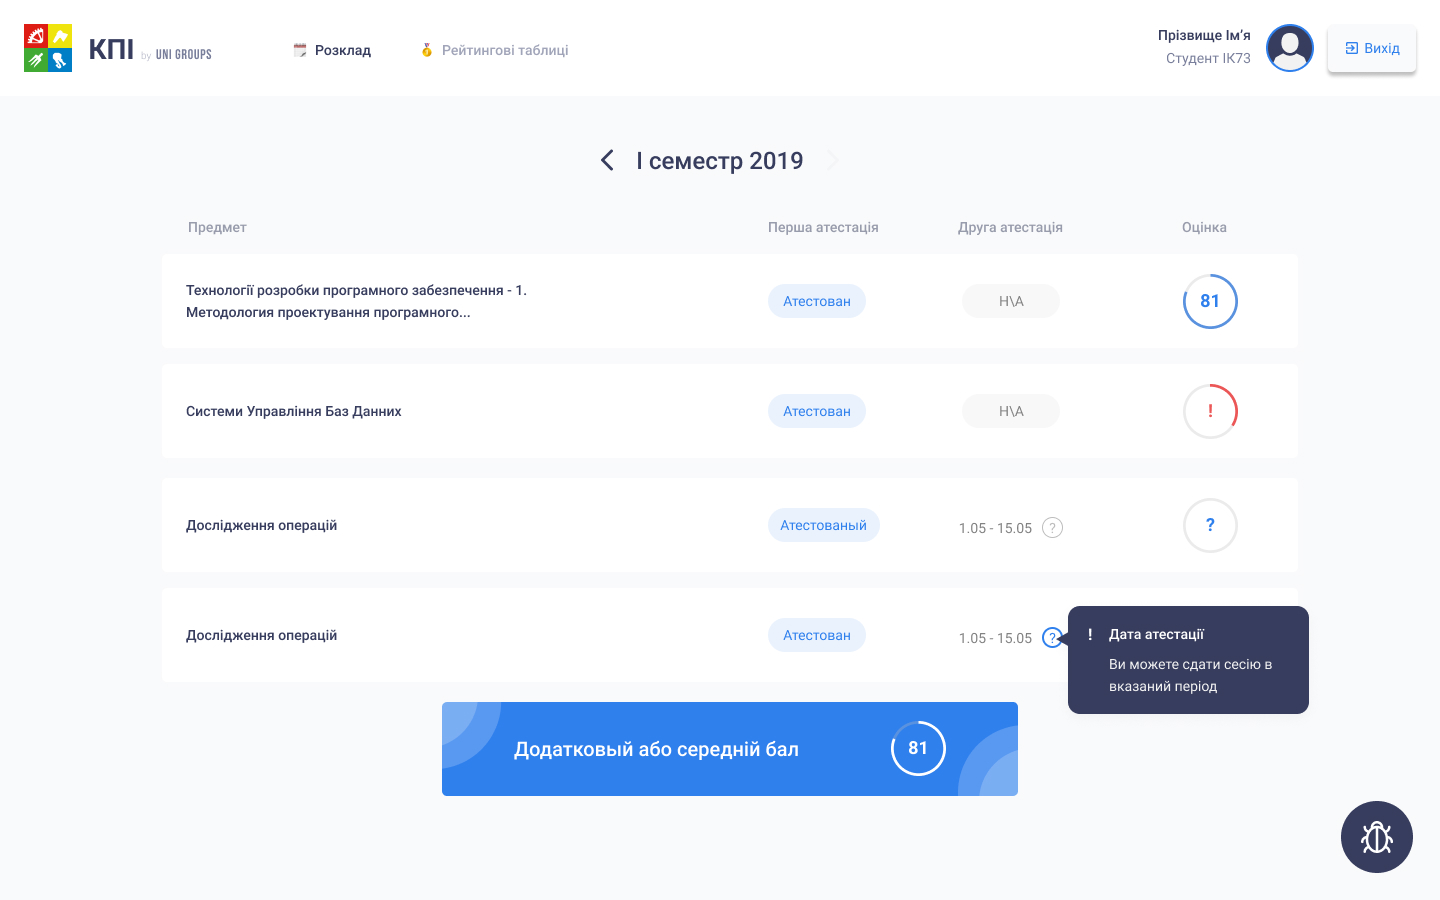 КПІ by UNI GROUPS
Розклад
Рейтингові таблиці
Прізвище Ім’я
Студент ІК73
Вихід
І семестр 2019
Предмет
Перша атестація
Друга атестація
Оцінка
Технології розробки програмного забезпечення - 1.
Методология проектування програмного...
Атестован
Н\А
81
Системи Управління Баз Данних
Атестован
Н\А
!
Дослідження операцій
Атестованый
1.05 - 15.05 ?
?
Дослідження операцій
Атестован
1.05 - 15.05 ?
! Дата атестації
Ви можете сдати сесію в
вказаний період
Додатковый або середній бал
81